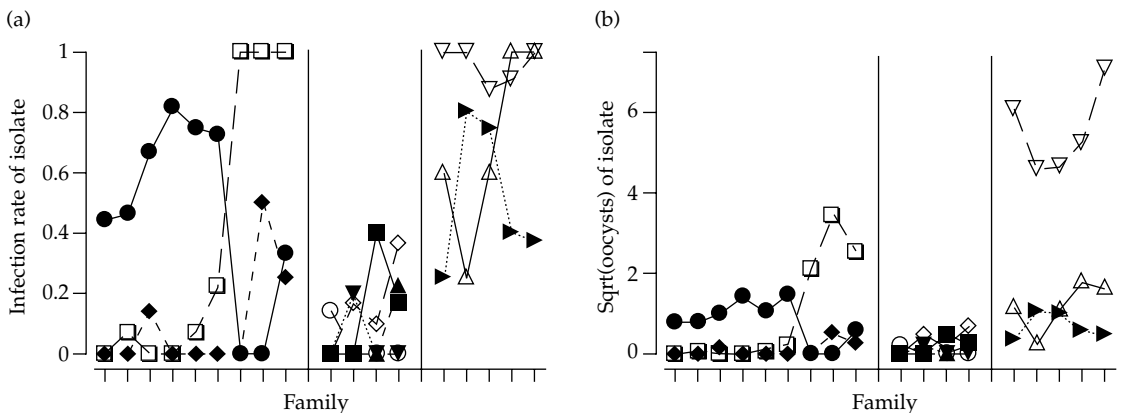 (a)
Infection rate of isolate
1
0.8
0.6
0.4
0.2
0
Family
(b)
Sqrt(oocysts) of isolate
6
4
2
0
Family